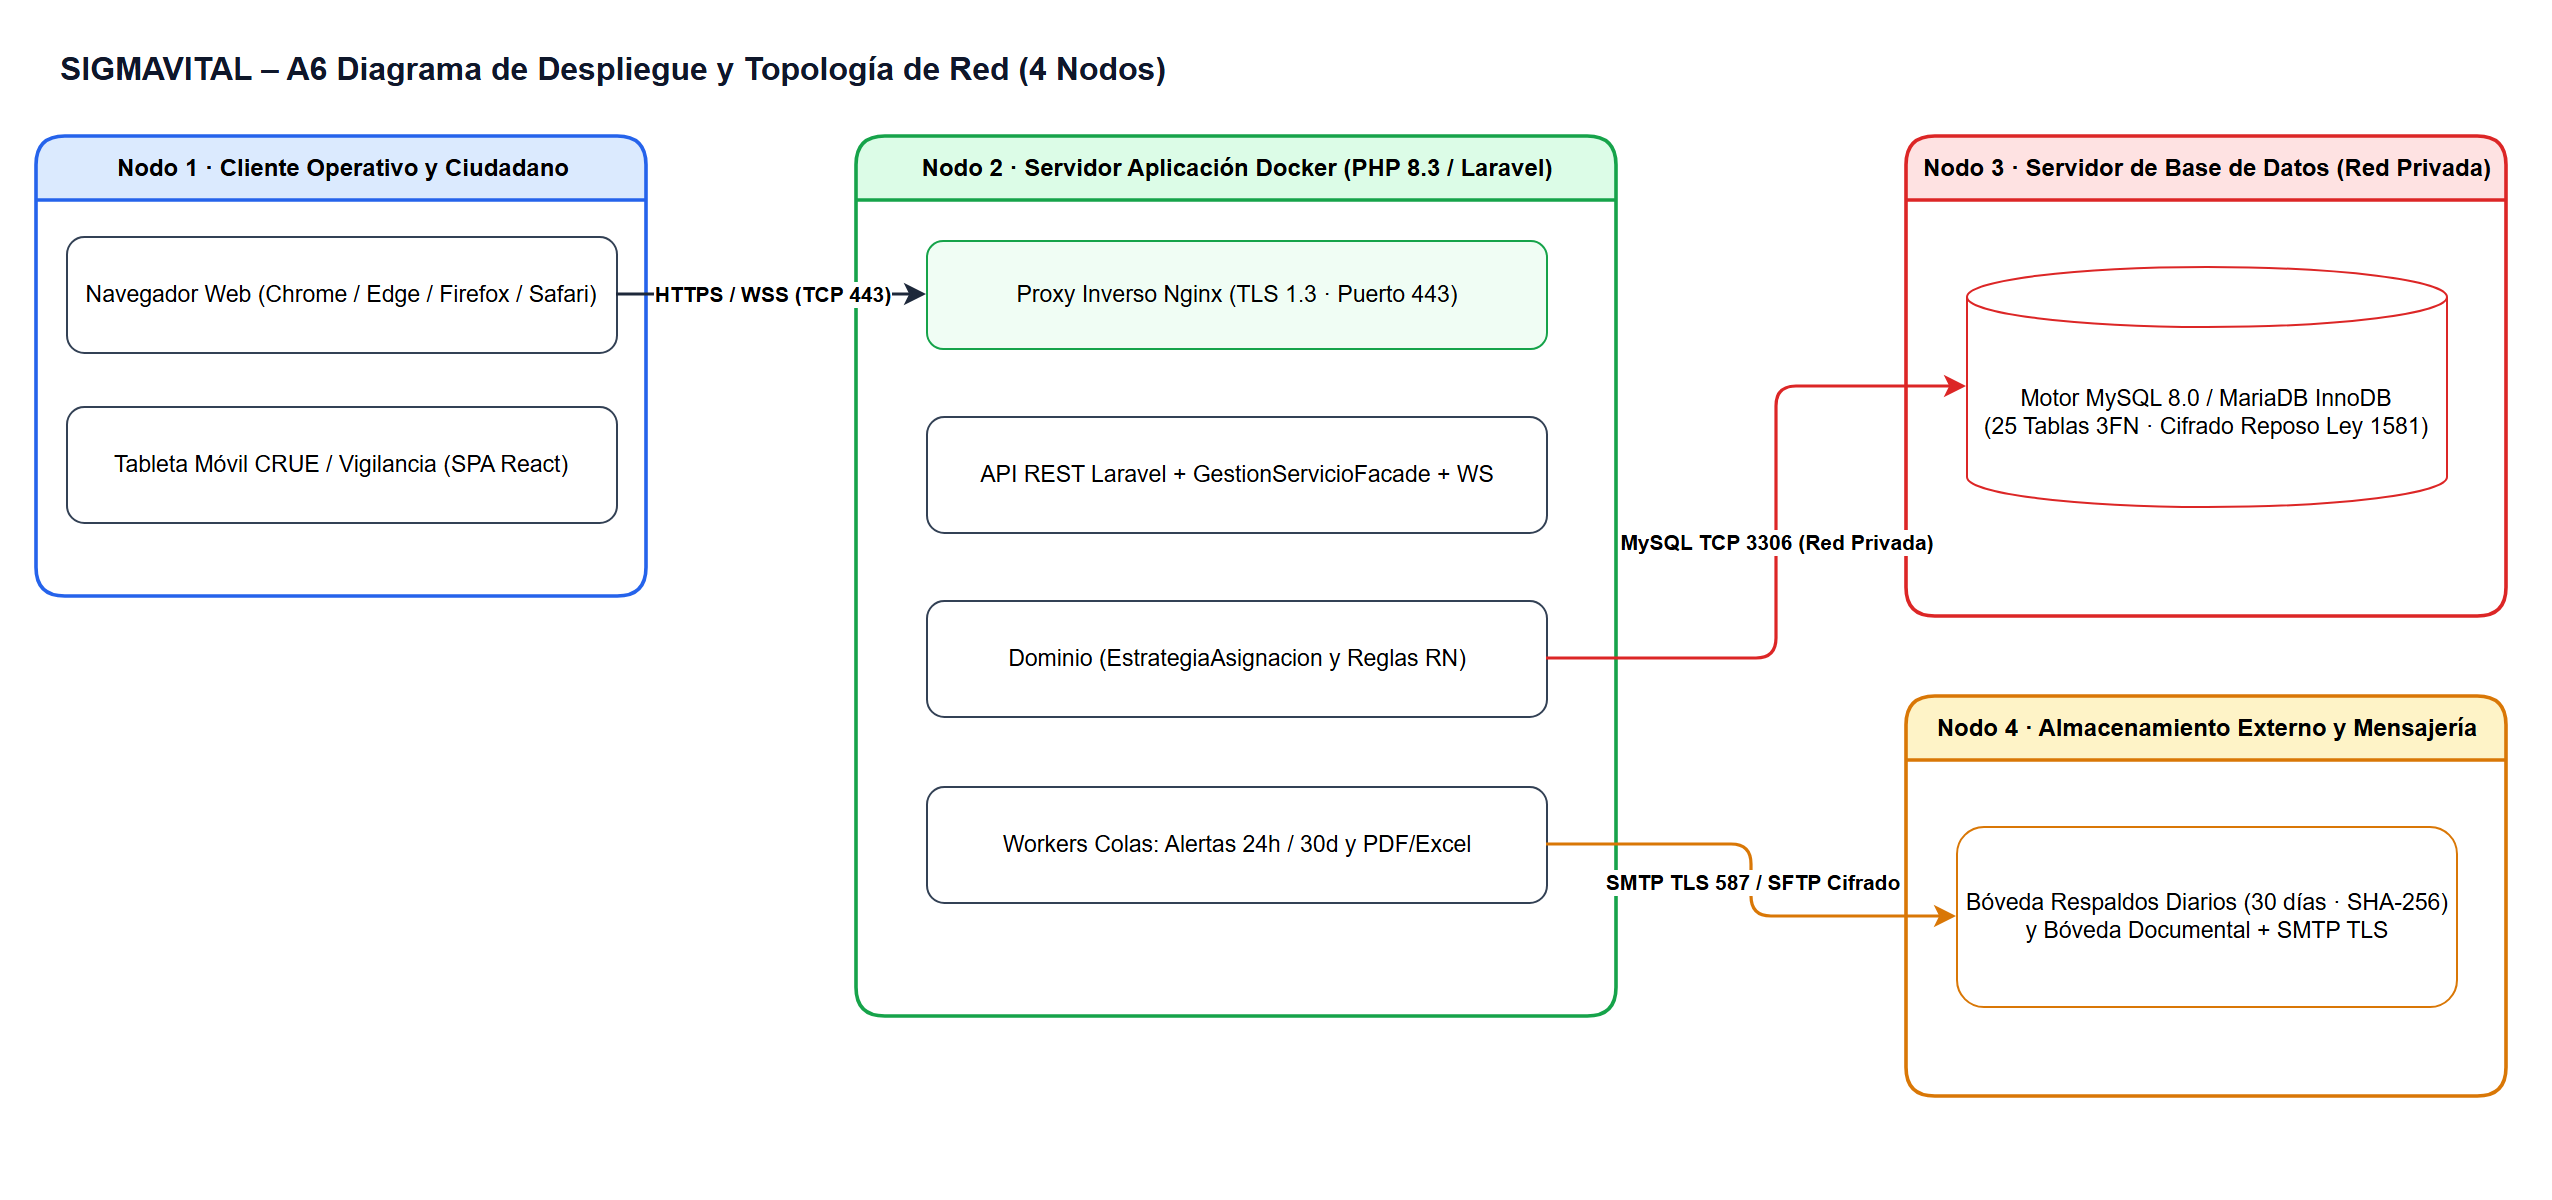 SIGMAVITAL – A6 Diagrama de Despliegue y Topología de Red (4 Nodos)
Nodo 1 · Cliente Operativo y Ciudadano
Navegador Web (Chrome / Edge / Firefox / Safari)
Tableta Móvil CRUE / Vigilancia (SPA React)
HTTPS / WSS (TCP 443)
Nodo 2 · Servidor Aplicación Docker (PHP 8.3 / Laravel)
Proxy Inverso Nginx (TLS 1.3 · Puerto 443)
API REST Laravel + GestionServicioFacade + WS
Dominio (EstrategiaAsignacion y Reglas RN)
Workers Colas: Alertas 24h / 30d y PDF/Excel
MySQL TCP 3306 (Red Privada)
SMTP TLS 587 / SFTP Cifrado
Nodo 3 · Servidor de Base de Datos (Red Privada)
Motor MySQL 8.0 / MariaDB InnoDB
(25 Tablas 3FN · Cifrado Reposo Ley 1581)
Nodo 4 · Almacenamiento Externo y Mensajería
Bóveda Respaldos Diarios (30 días · SHA-256)
y Bóveda Documental + SMTP TLS